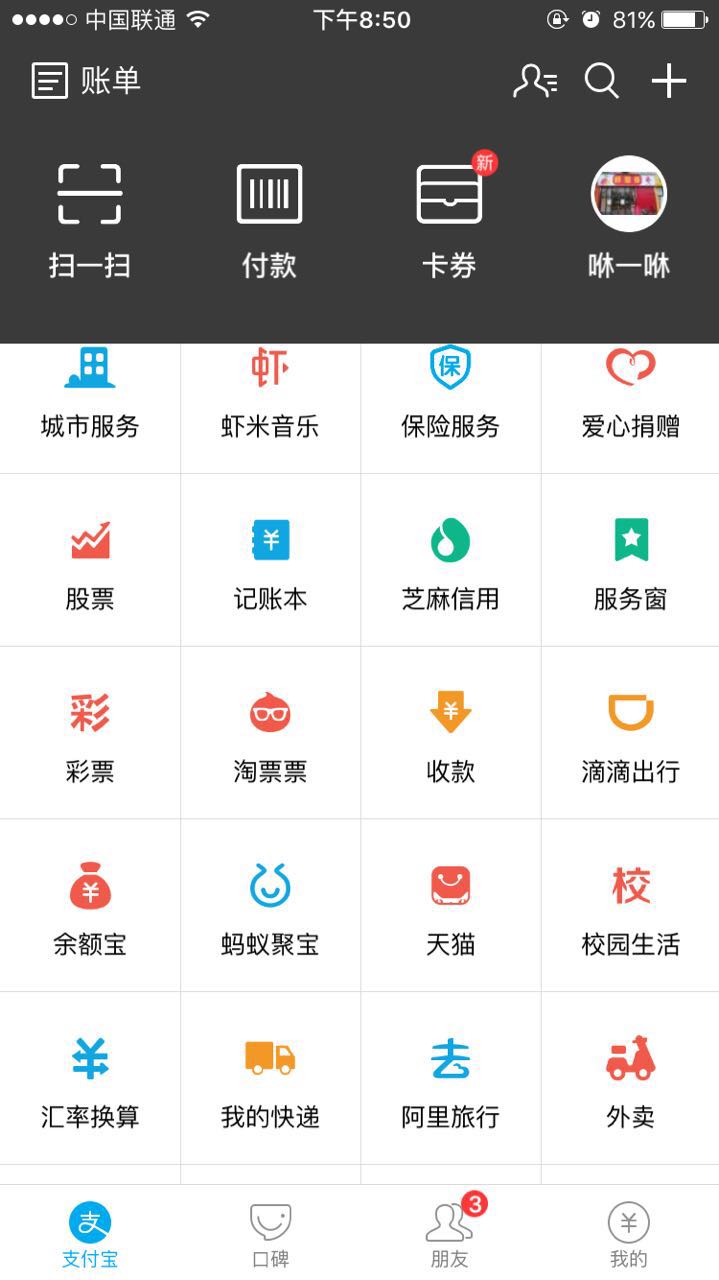 中国联通 下午8:50 81%
账单
新
扫一扫 付款 卡券 咻一咻
虾 保
城市服务 虾米音乐 保险服务 爱心捐赠
¥
股票 记账本 芝麻信用 服务窗
彩 ¥
彩票 淘票票 收款 滴滴出行
¥ 校
余额宝 蚂蚁聚宝 天猫 校园生活
去
汇率换算 我的快递 阿里旅行 外卖
支 3 ¥
支付宝 口碑 朋友 我的